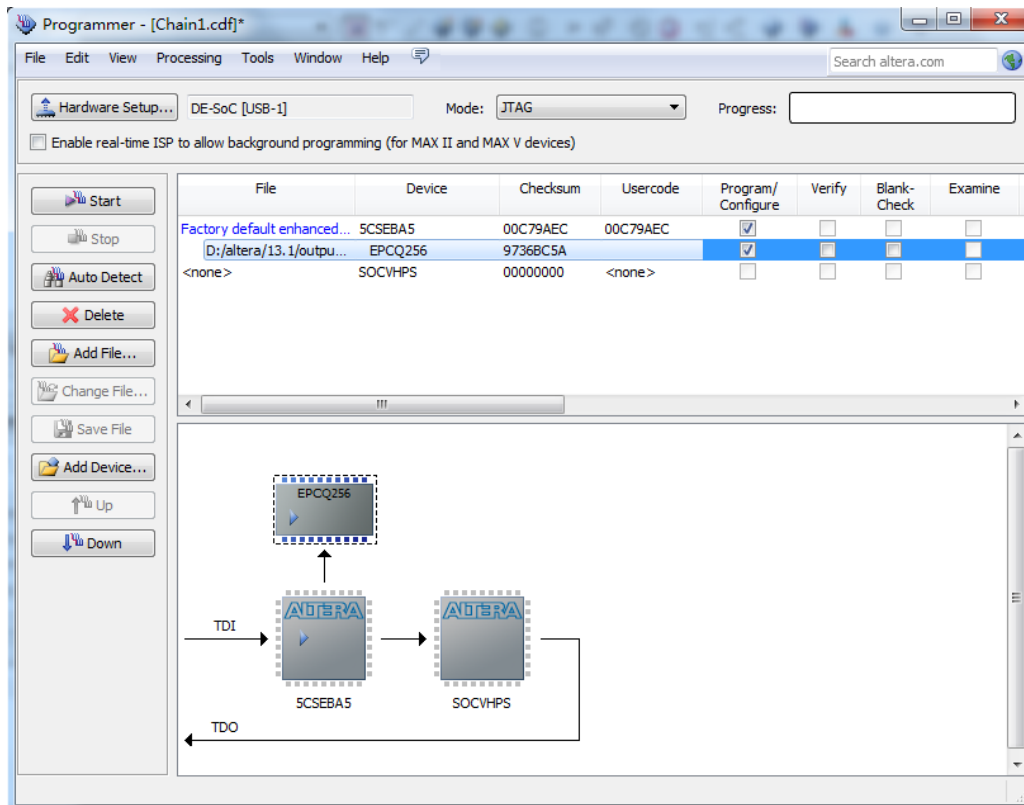 Programmer - [Chain1.cdf]*
File Edit View Processing Tools Window Help Search altera.com
Hardware Setup... DE-SoC [USB-1] Mode: JTAG Progress:
Enable real-time ISP to allow background programming (for MAX II and MAX V devices)
Start
Stop
Auto Detect
Delete
Add File...
Change File...
Save File
Add Device...
Up
Down
File Device Checksum Usercode Program/ Configure Verify Blank- Check Examine
Factory default enhanced... 5CSEBA5 00C79AEC 00C79AEC
D:/altera/13.1/outpu... EPCQ256 9736BC5A
<none> SOCVHPS 00000000 <none>
EPCQ256
ALTERA ALTERA
TDI
5CSEBA5 SOCVHPS
TDO